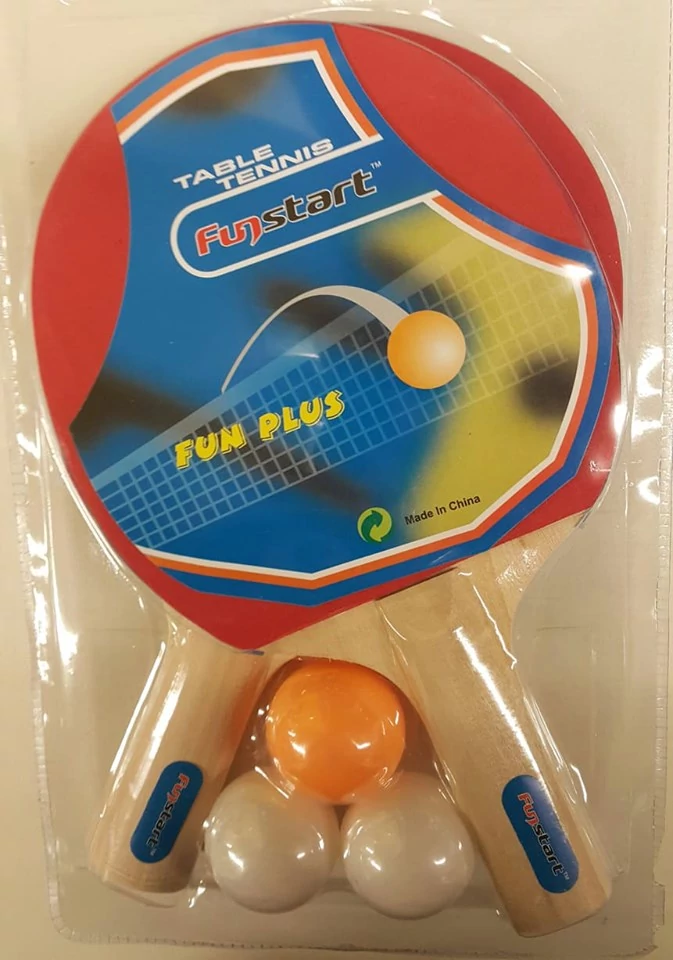 TABLE
TENNIS
Funstart™
FUN PLUS
Made In China
Funstart™
Funstart™